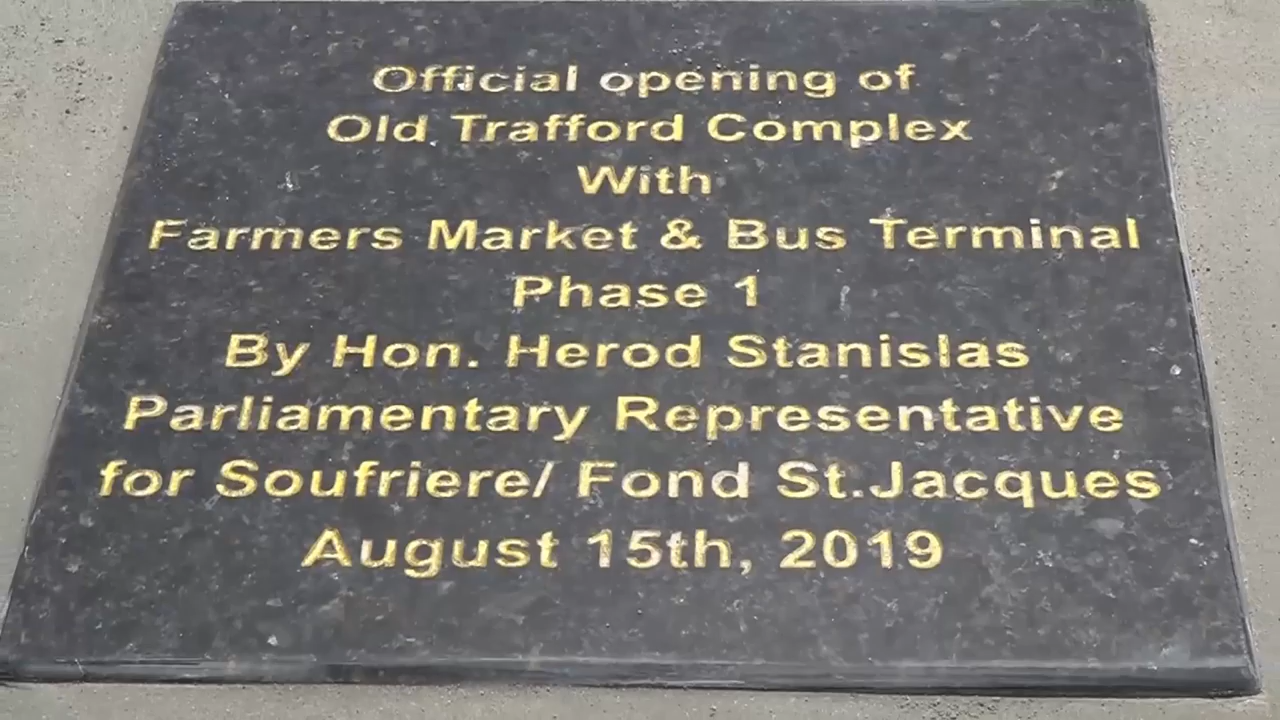 Official opening of
Old Trafford Complex
With
Farmers Market & Bus Terminal
Phase 1
By Hon. Herod Stanislas
Parliamentary Representative
for Soufriere/ Fond St.Jacques
August 15th, 2019